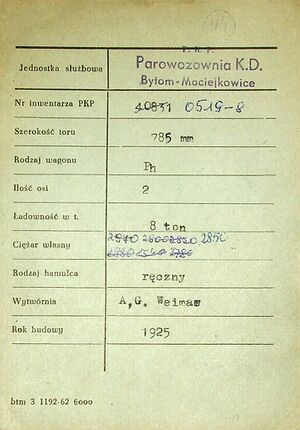 P.K.P.
Jednostka służbowa Parowozownia K.D.
Bytom-Maciejkowice
Nr inwentarza PKP 40831 0519-8
Szerokość toru 785 mm
Rodzaj wagonu Ph
Ilość osi 2
Ładowność w t. 8 ton
Ciężar własny 2850
Rodzaj hamulca ręczny
Wytwórnia A,G. Weimar
Rok budowy 1925
btm 3 1192-62 6000